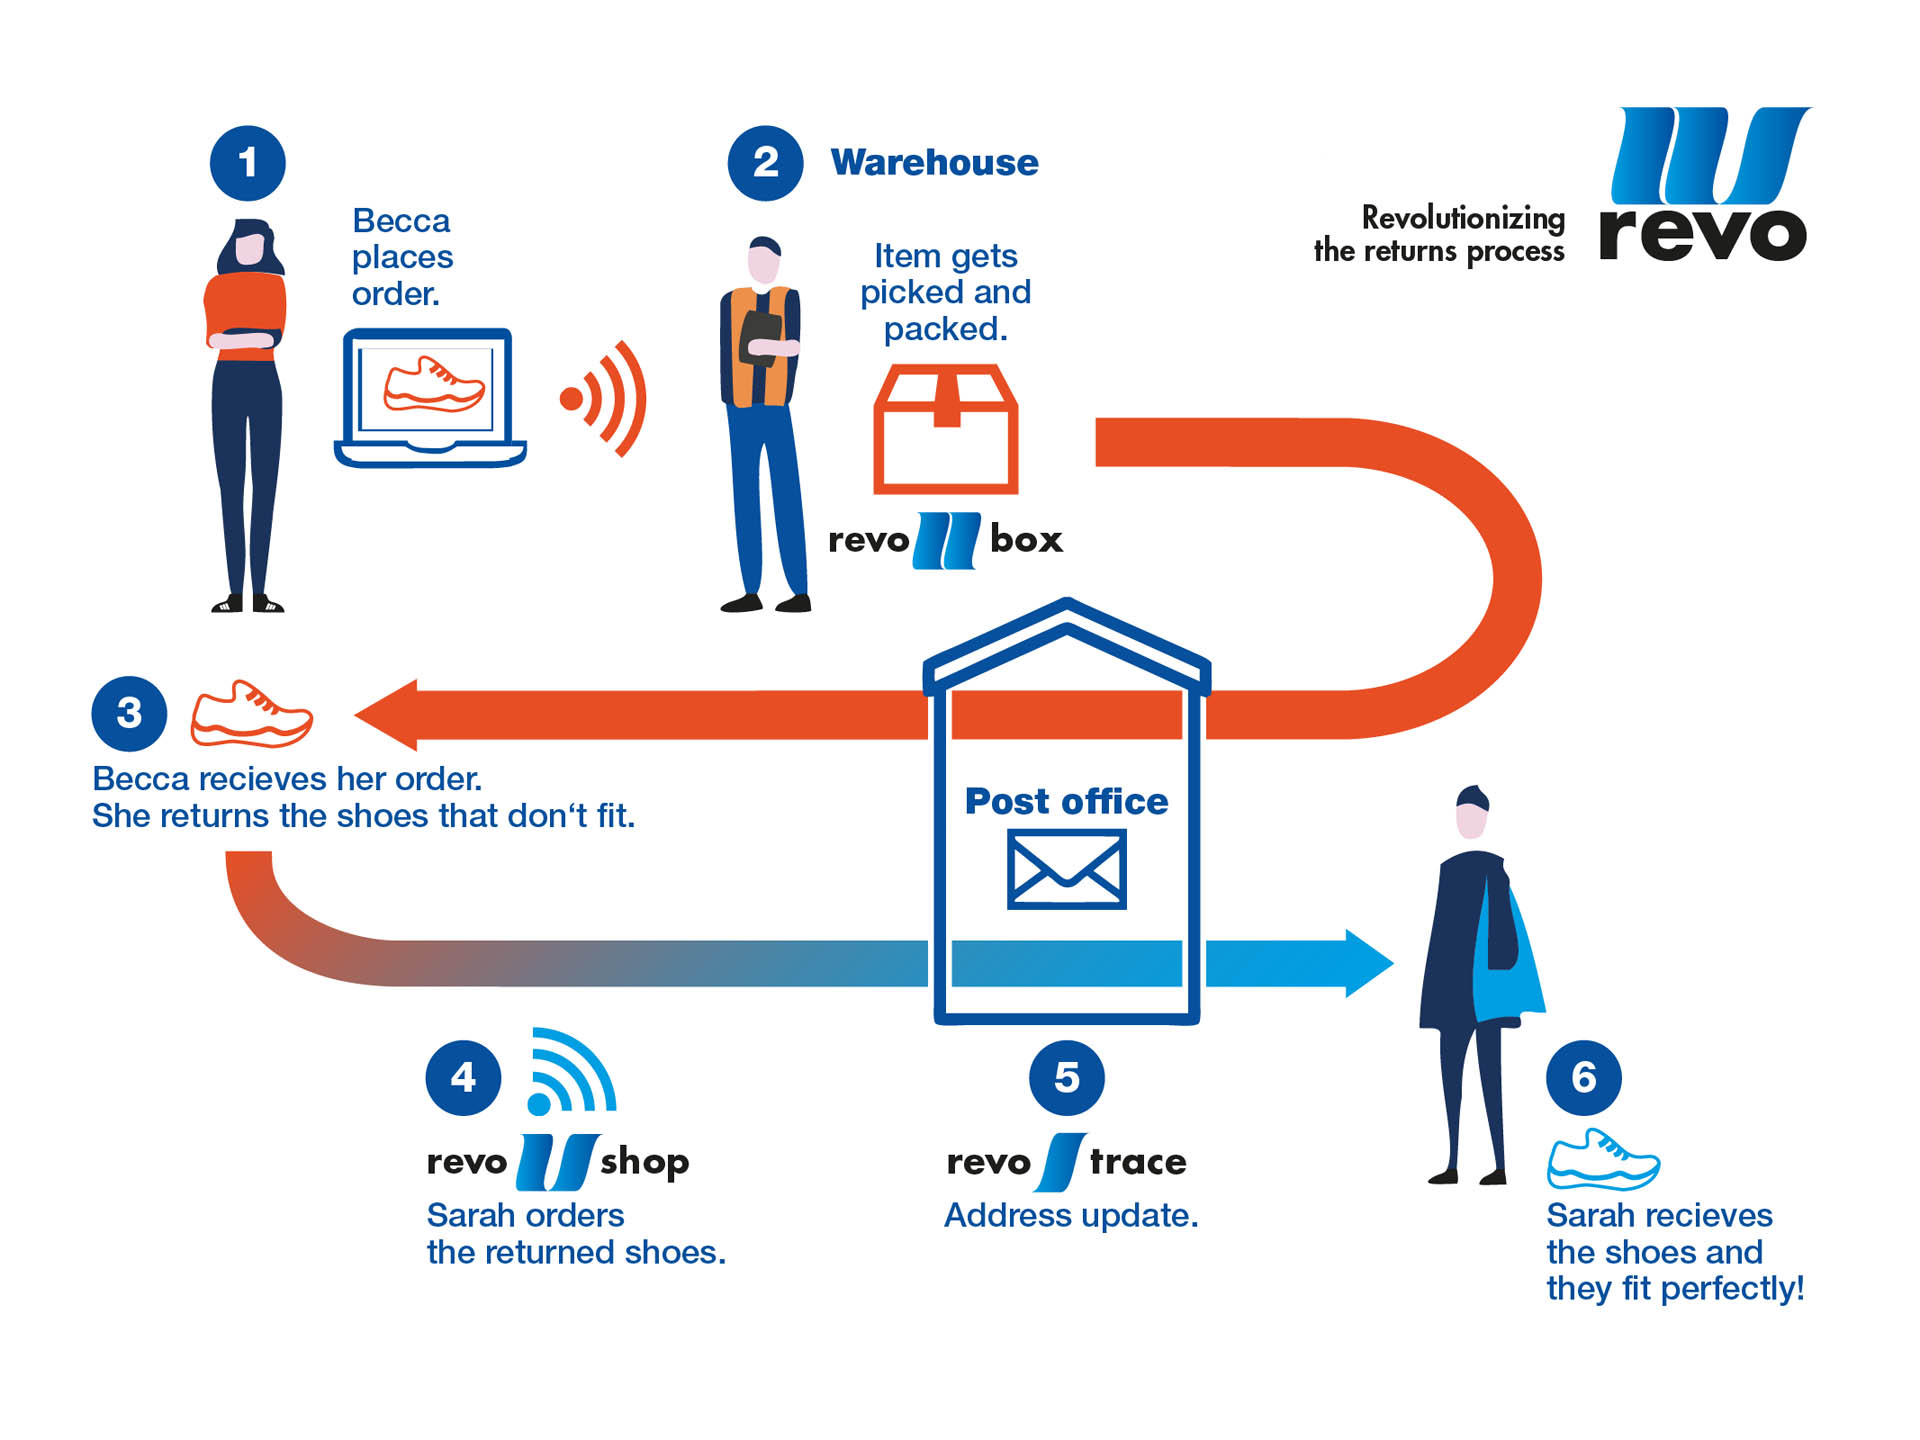 1
Becca
places
order.
2 Warehouse
Item gets
picked and
packed.
revo box
Revolutionizing
the returns process
revo
3
Becca recieves her order.
She returns the shoes that don‘t fit.
Post office
4
revo shop
Sarah orders
the returned shoes.
5
revo trace
Address update.
6
Sarah recieves
the shoes and
they fit perfectly!